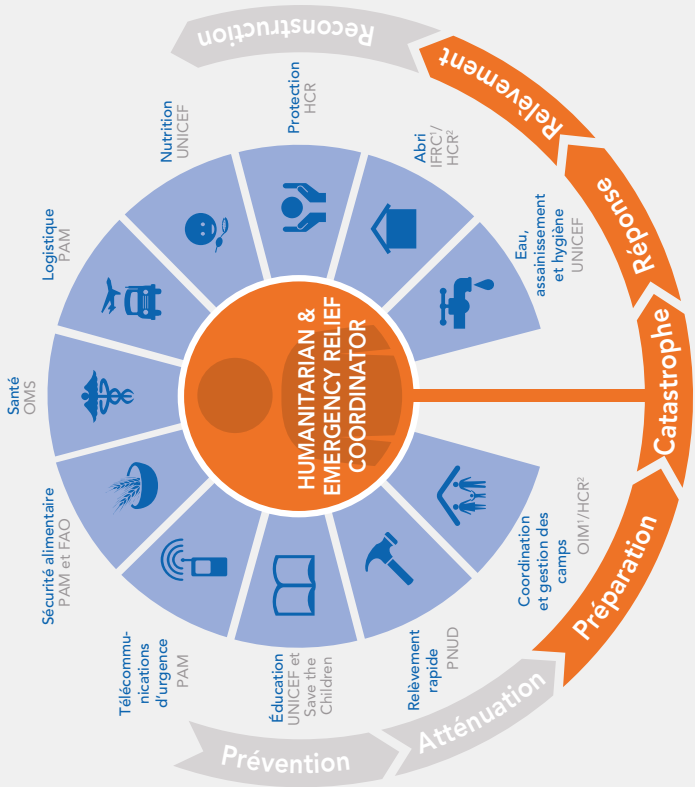 HUMANITARIAN &
EMERGENCY RELIEF
COORDINATOR
Santé
OMS
Logistique
PAM
Nutrition
UNICEF
Protection
HCR
Abri
IFRC¹/
HCR²
Eau,
assainissement
et hygiène
UNICEF
Coordination
et gestion des
camps
OIM¹/HCR²
Relèvement
rapide
PNUD
Éducation
UNICEF et
Save the
Children
Télécommu-
nications
d'urgence
PAM
Sécurité alimentaire
PAM et FAO
Prévention
Atténuation
Préparation
Catastrophe
Réponse
Relèvement
Reconstruction